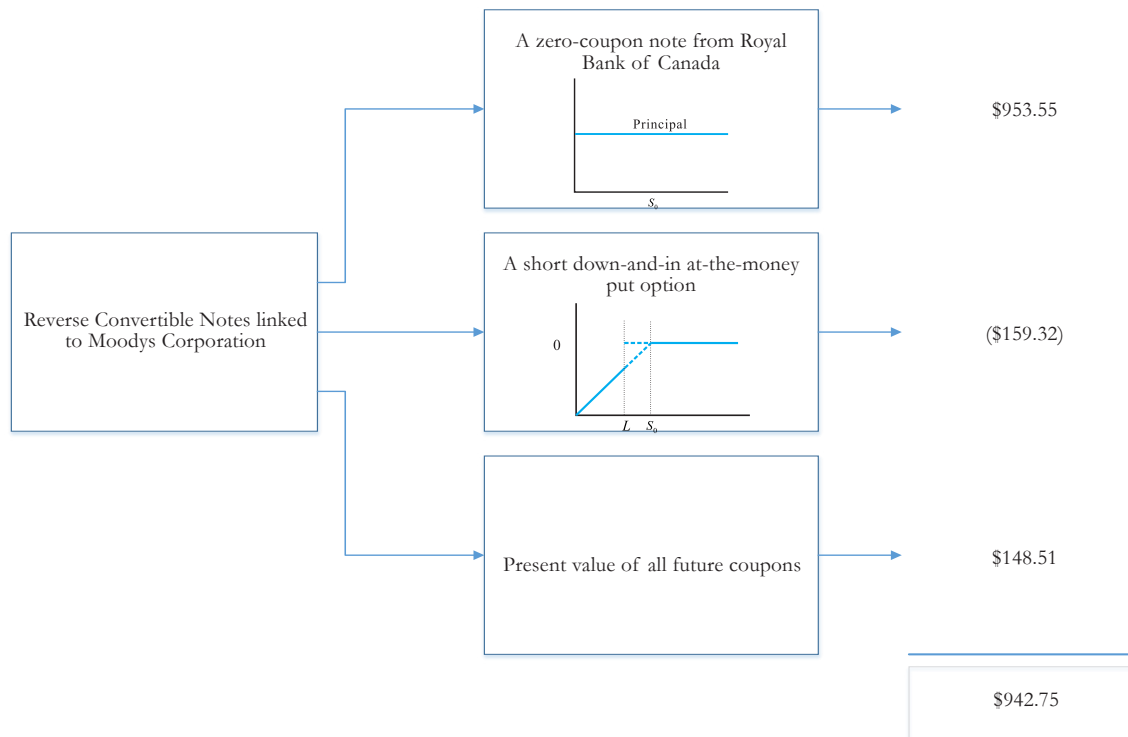 A zero-coupon note from Royal
Bank of Canada
Principal
S₀
$953.55
Reverse Convertible Notes linked
to Moodys Corporation
A short down-and-in at-the-money
put option
0
L S₀
($159.32)
Present value of all future coupons
$148.51
$942.75